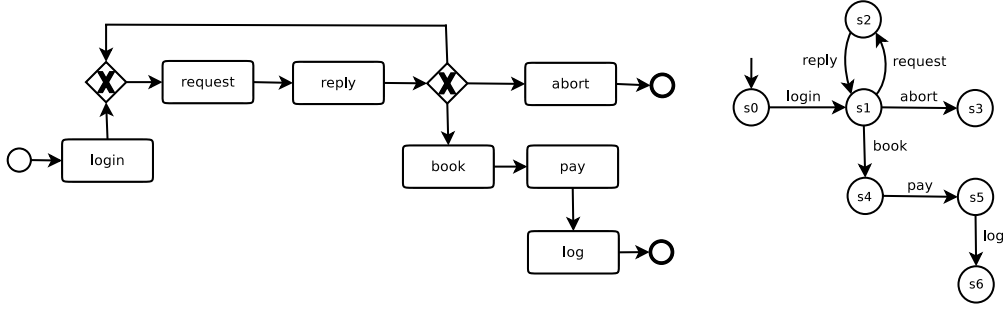 X
request
reply
X
abort
login
book
pay
log
s2
reply
request
s0
login
s1
abort
s3
book
s4
pay
s5
log
s6